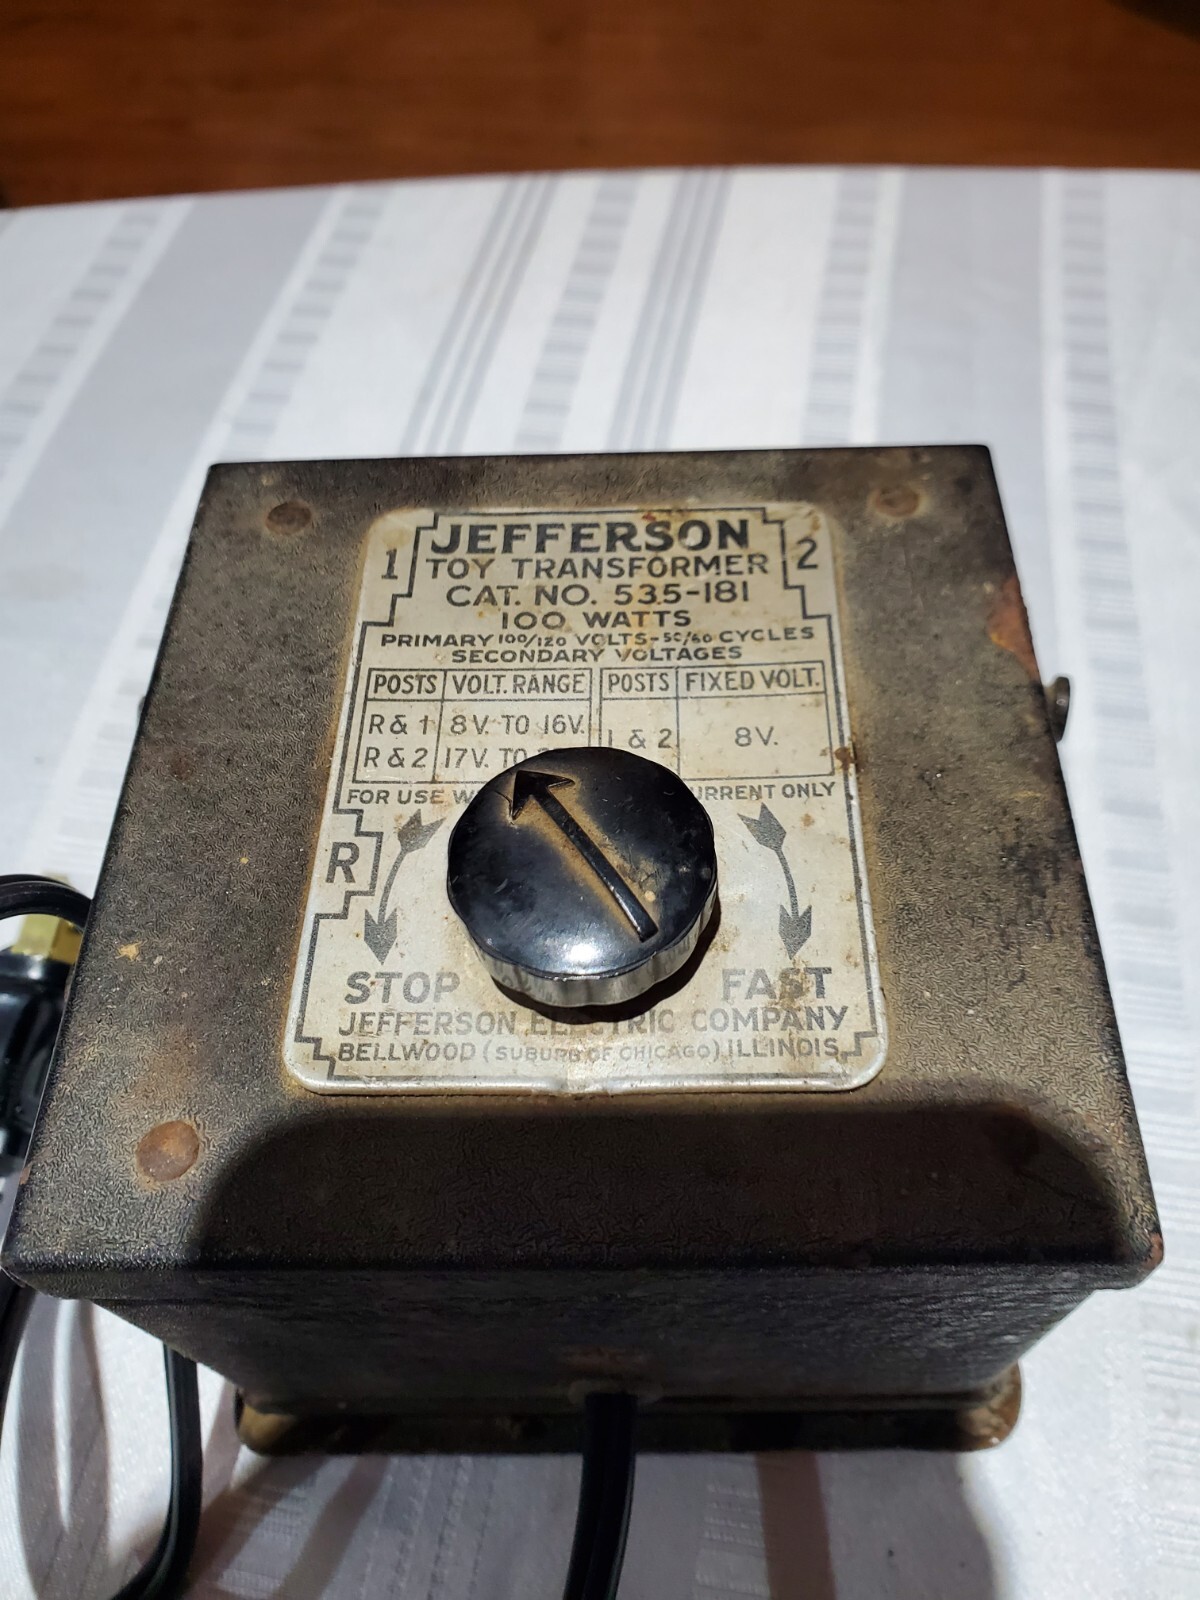 JEFFERSON
1 2
TOY TRANSFORMER
CAT. NO. 535-181
100 WATTS
PRIMARY 100/120 VOLTS-50/60 CYCLES
SECONDARY VOLTAGES
POSTS VOLT. RANGE POSTS FIXED VOLT.
R & 1 8V. TO 16V. 1 & 2 8V.
R & 2 17V. TO
FOR USE ONLY
R
STOP FAST
JEFFERSON ELECTRIC COMPANY
BELLWOOD (SUBURB OF CHICAGO) ILLINOIS